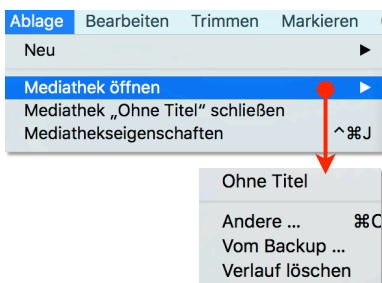 Ablage Bearbeiten Trimmen Markieren
Neu
Mediathek öffnen
Mediathek „Ohne Titel“ schließen
Mediathekseigenschaften ^⌘J
Ohne Titel
Andere ... ⌘O
Vom Backup ...
Verlauf löschen